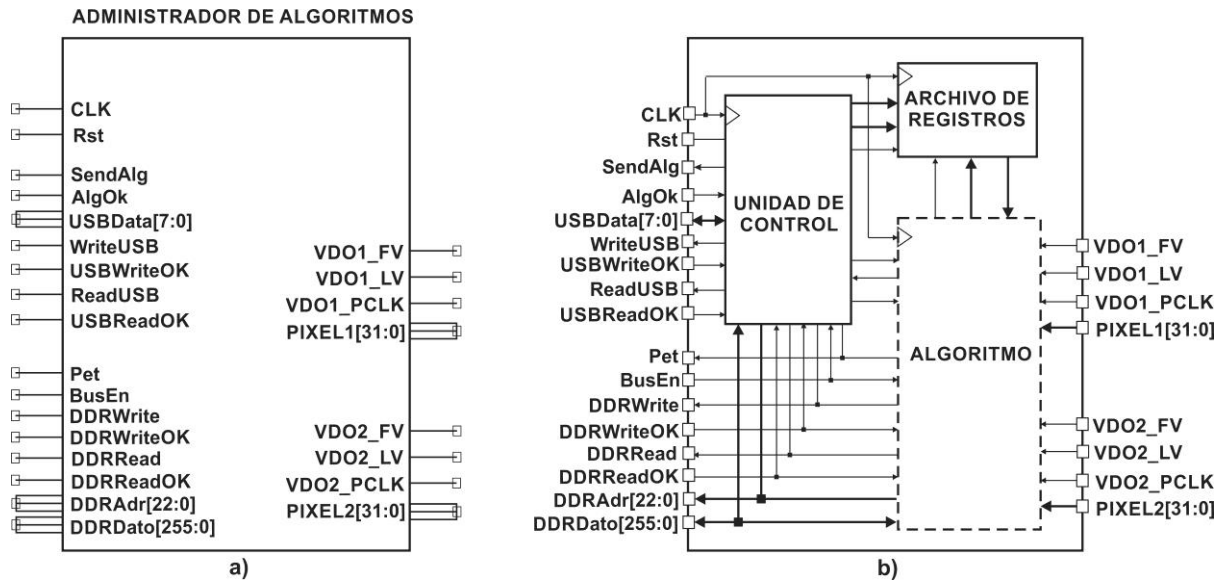 ADMINISTRADOR DE ALGORITMOS
CLK
Rst
SendAlg
AlgOk
USBData[7:0]
WriteUSB
USBWriteOK
ReadUSB
USBReadOK
Pet
BusEn
DDRWrite
DDRWriteOK
DDRRead
DDRReadOK
DDRAdr[22:0]
DDRDato[255:0]
VDO1_FV
VDO1_LV
VDO1_PCLK
PIXEL1[31:0]
VDO2_FV
VDO2_LV
VDO2_PCLK
PIXEL2[31:0]
a)
CLK
Rst
SendAlg
AlgOk
USBData[7:0]
WriteUSB
USBWriteOK
ReadUSB
USBReadOK
Pet
BusEn
DDRWrite
DDRWriteOK
DDRRead
DDRReadOK
DDRAdr[22:0]
DDRDato[255:0]
UNIDAD DE
CONTROL
ARCHIVO DE
REGISTROS
ALGORITMO
VDO1_FV
VDO1_LV
VDO1_PCLK
PIXEL1[31:0]
VDO2_FV
VDO2_LV
VDO2_PCLK
PIXEL2[31:0]
b)